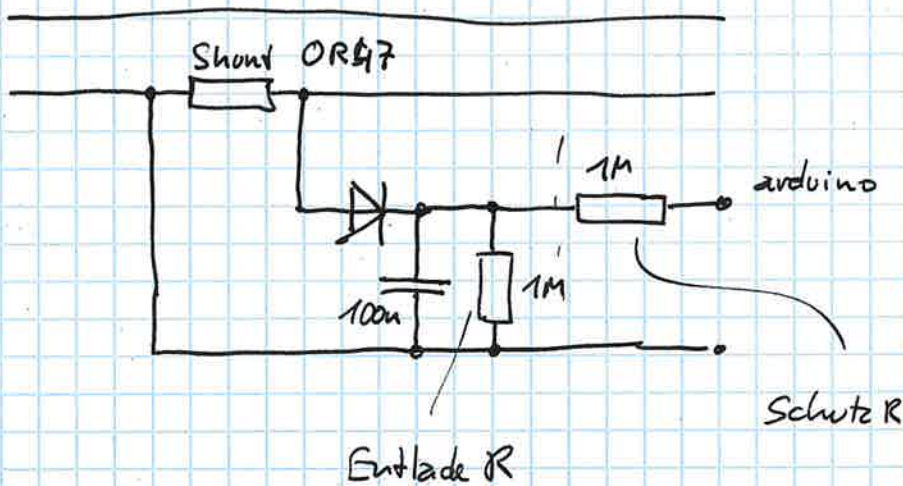 Shunt 0R47
1M
arduino
100n
1M
Schutz R
Entlade R